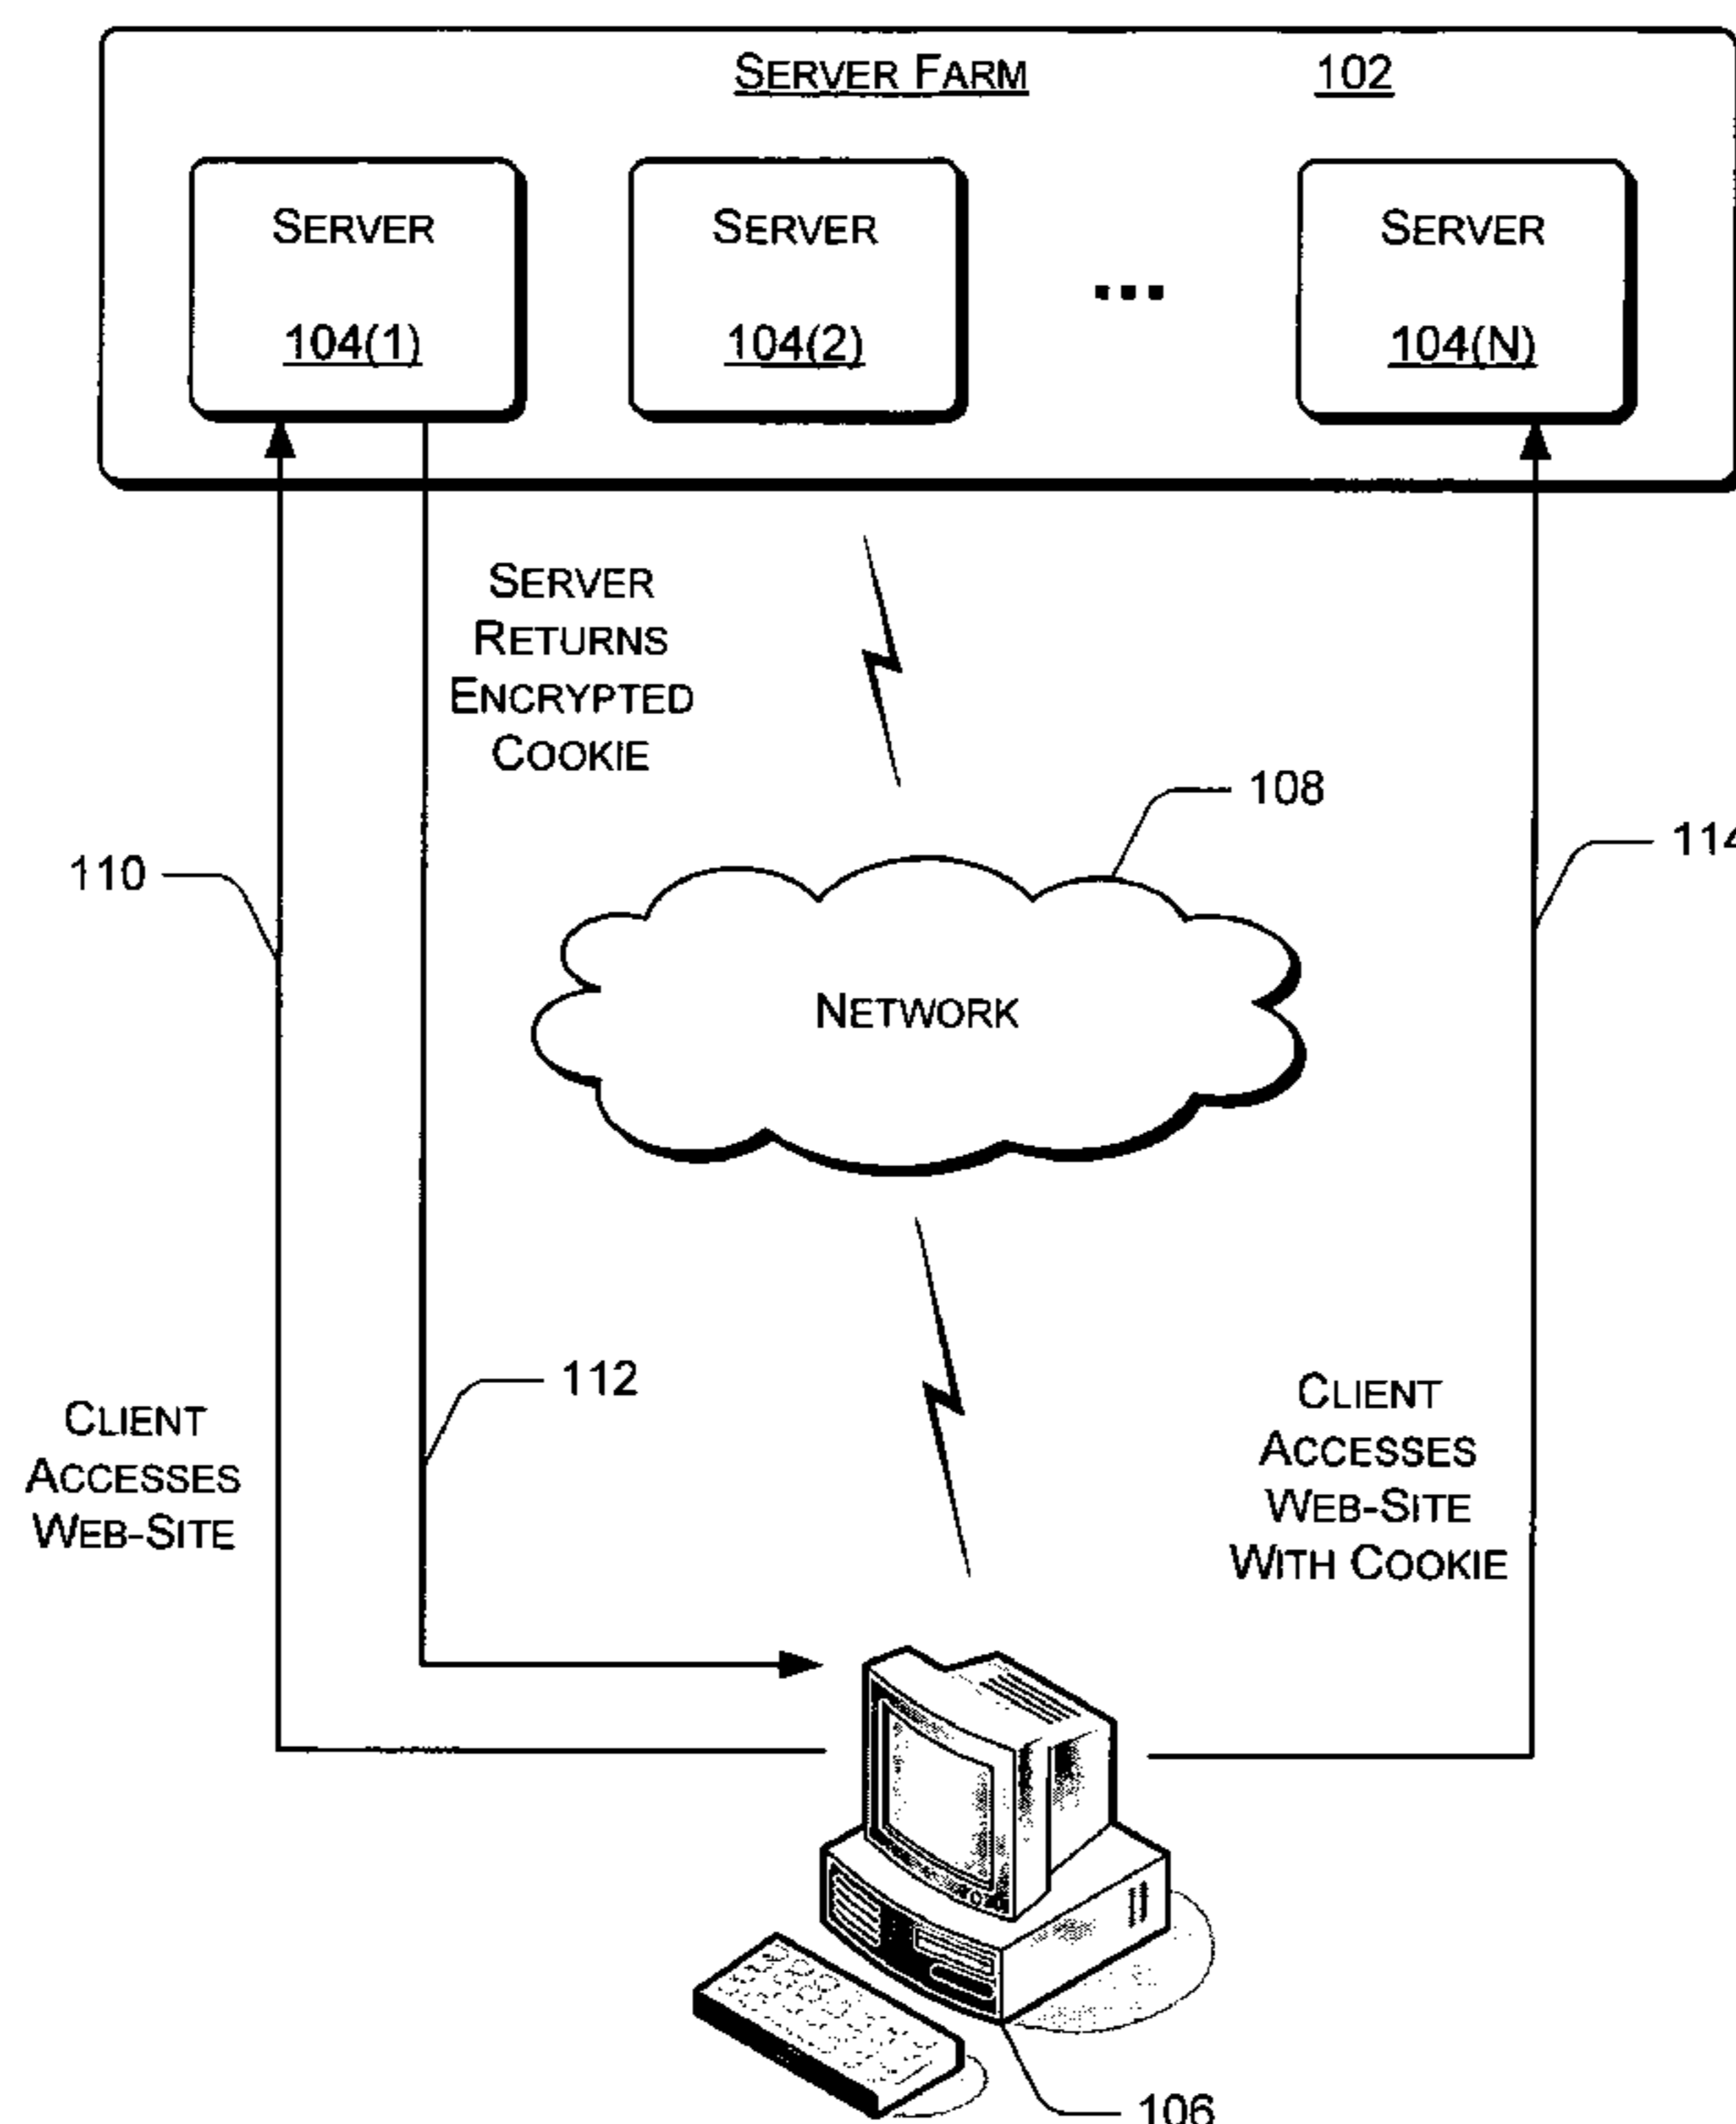 SERVER FARM 102
SERVER
104(1)
SERVER
104(2)
...
SERVER
104(N)
SERVER
RETURNS
ENCRYPTED
COOKIE
108
110
114
NETWORK
112
CLIENT
ACCESSES
WEB-SITE
CLIENT
ACCESSES
WEB-SITE
WITH COOKIE
106